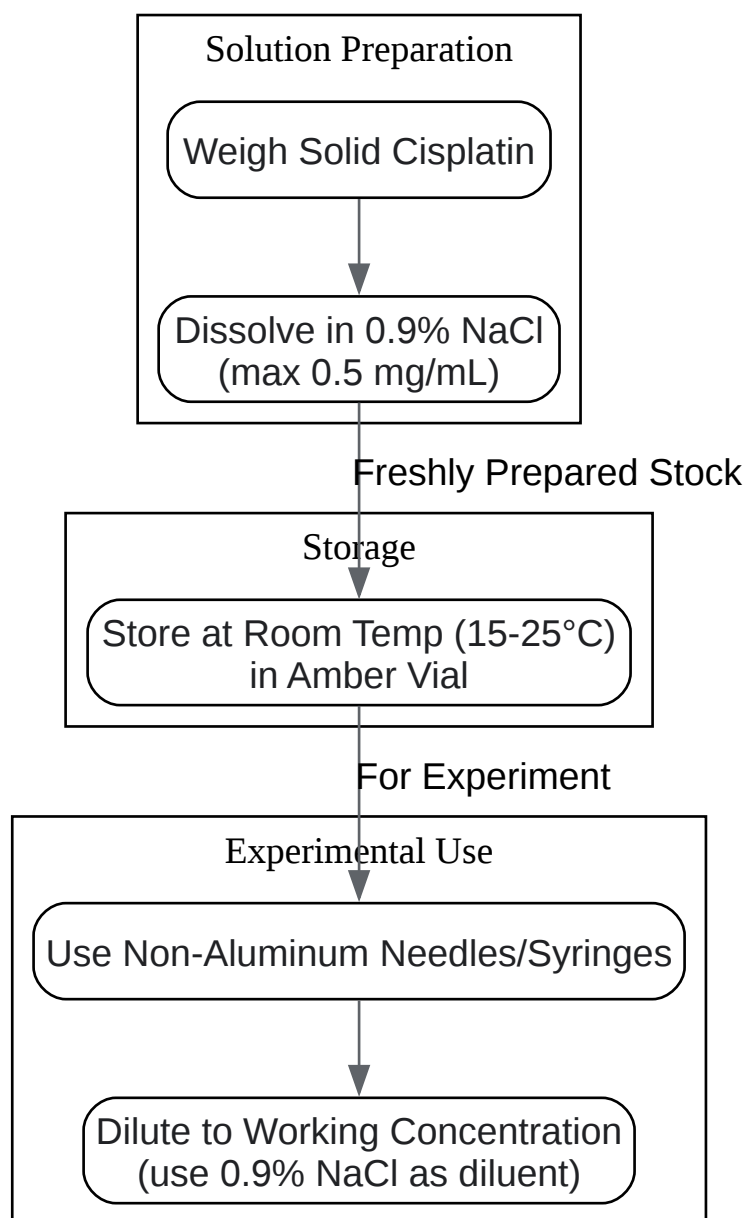 Solution Preparation
Weigh Solid Cisplatin
Dissolve in 0.9% NaCl
(max 0.5 mg/mL)
Freshly Prepared Stock
Storage
Store at Room Temp (15-25°C)
in Amber Vial
For Experiment
Experimental Use
Use Non-Aluminum Needles/Syringes
Dilute to Working Concentration
(use 0.9% NaCl as diluent)